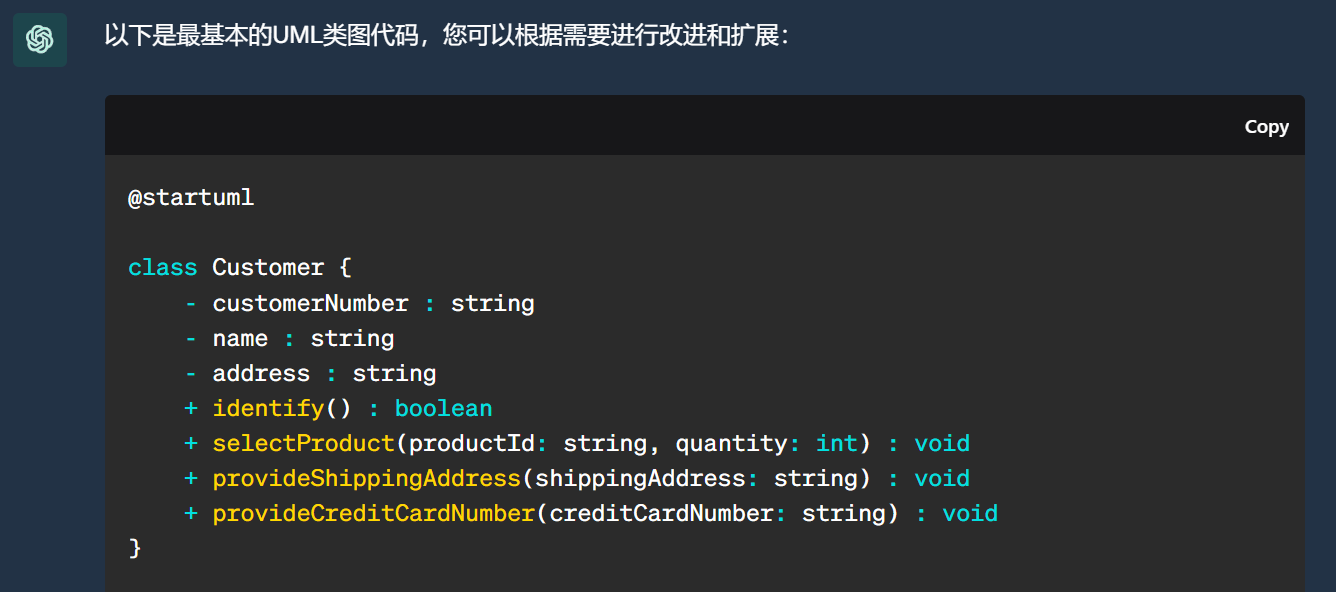 以下是最基本的UML类图代码，您可以根据需要进行改进和扩展：
Copy
@startuml
class Customer {
- customerNumber : string
- name : string
- address : string
+ identify() : boolean
+ selectProduct(productId: string, quantity: int) : void
+ provideShippingAddress(shippingAddress: string) : void
+ provideCreditCardNumber(creditCardNumber: string) : void
}